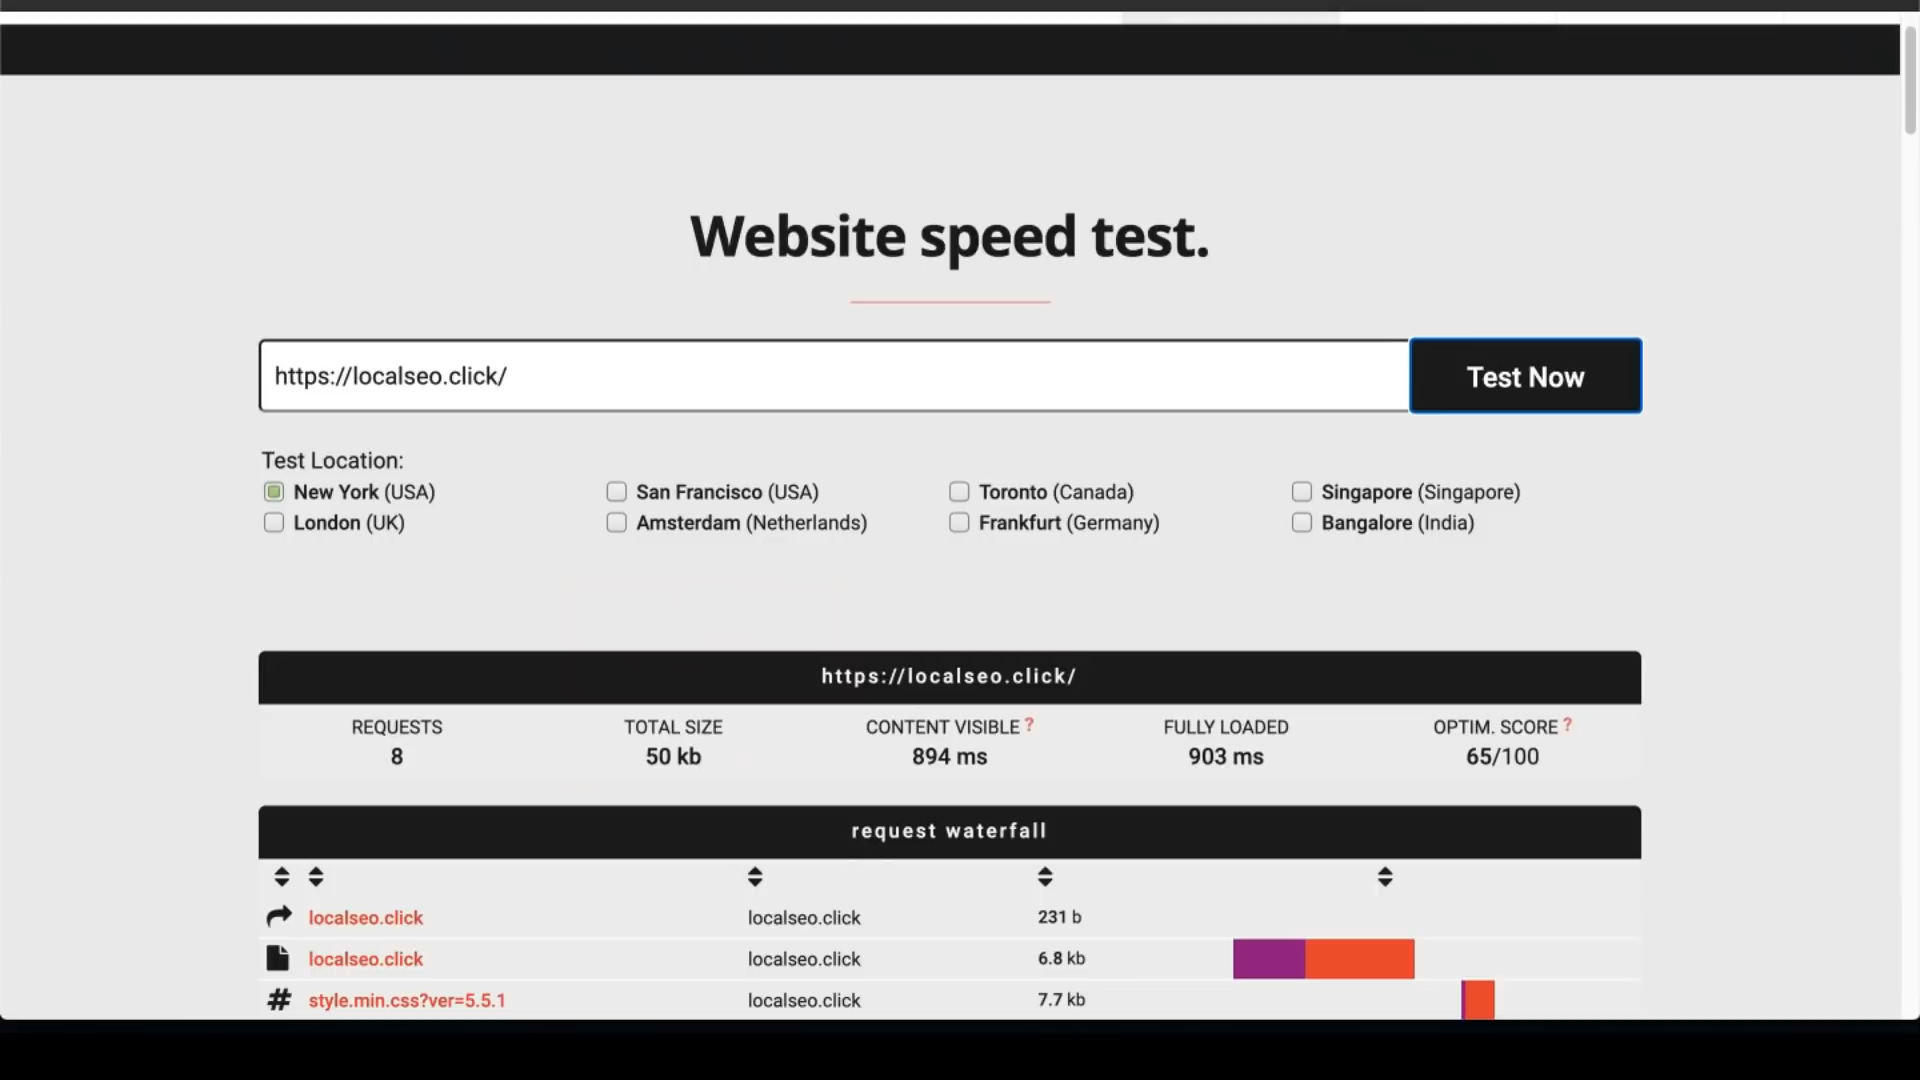 Website speed test.
https://localseo.click/
Test Now
Test Location:
New York (USA)
San Francisco (USA)
Toronto (Canada)
Singapore (Singapore)
London (UK)
Amsterdam (Netherlands)
Frankfurt (Germany)
Bangalore (India)
https://localseo.click/
REQUESTS
8
TOTAL SIZE
50 kb
CONTENT VISIBLE ?
894 ms
FULLY LOADED
903 ms
OPTIM. SCORE ?
65/100
request waterfall
localseo.click localseo.click 231 b
localseo.click localseo.click 6.8 kb
style.min.css?ver=5.5.1 localseo.click 7.7 kb